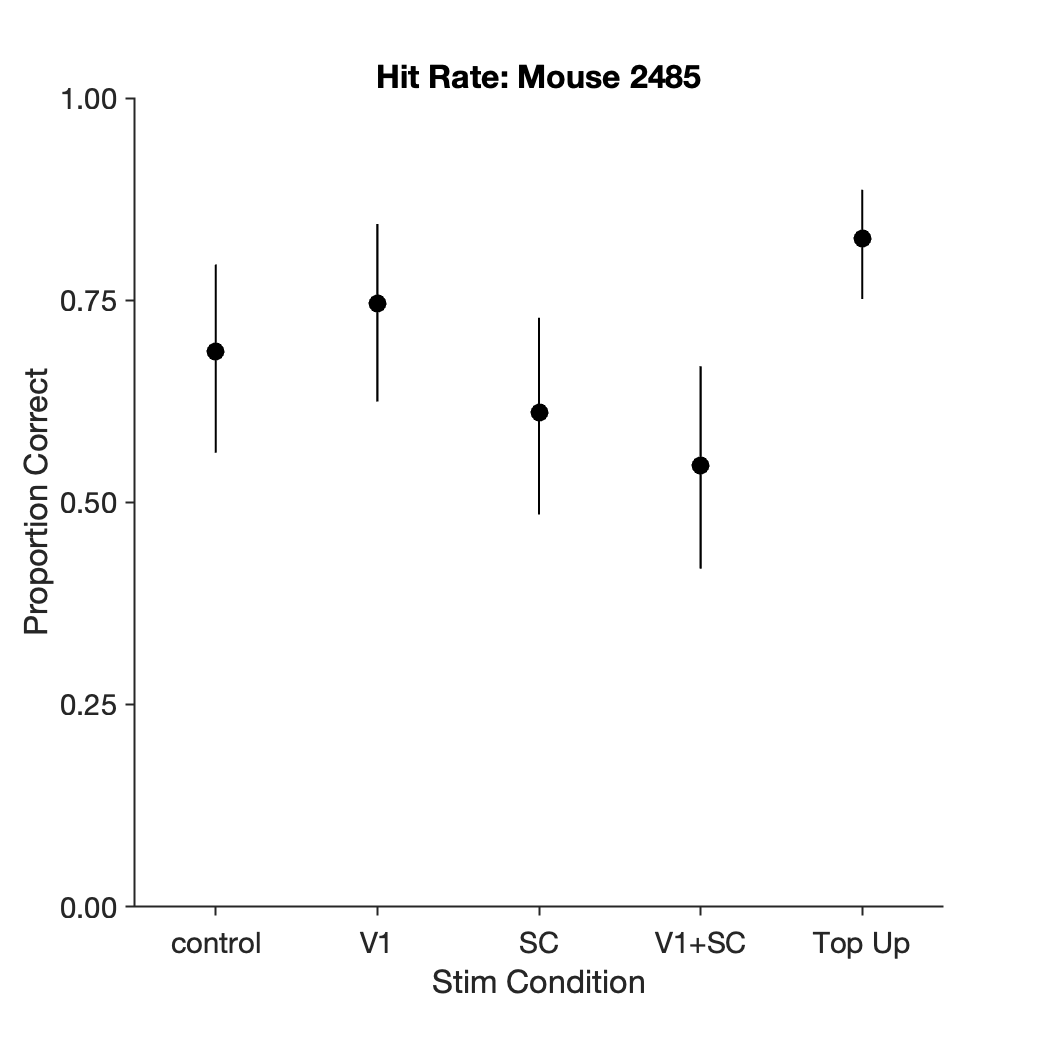 Hit Rate: Mouse 2485
1.00
0.75
0.50
0.25
0.00
Proportion Correct
control V1 SC V1+SC Top Up
Stim Condition